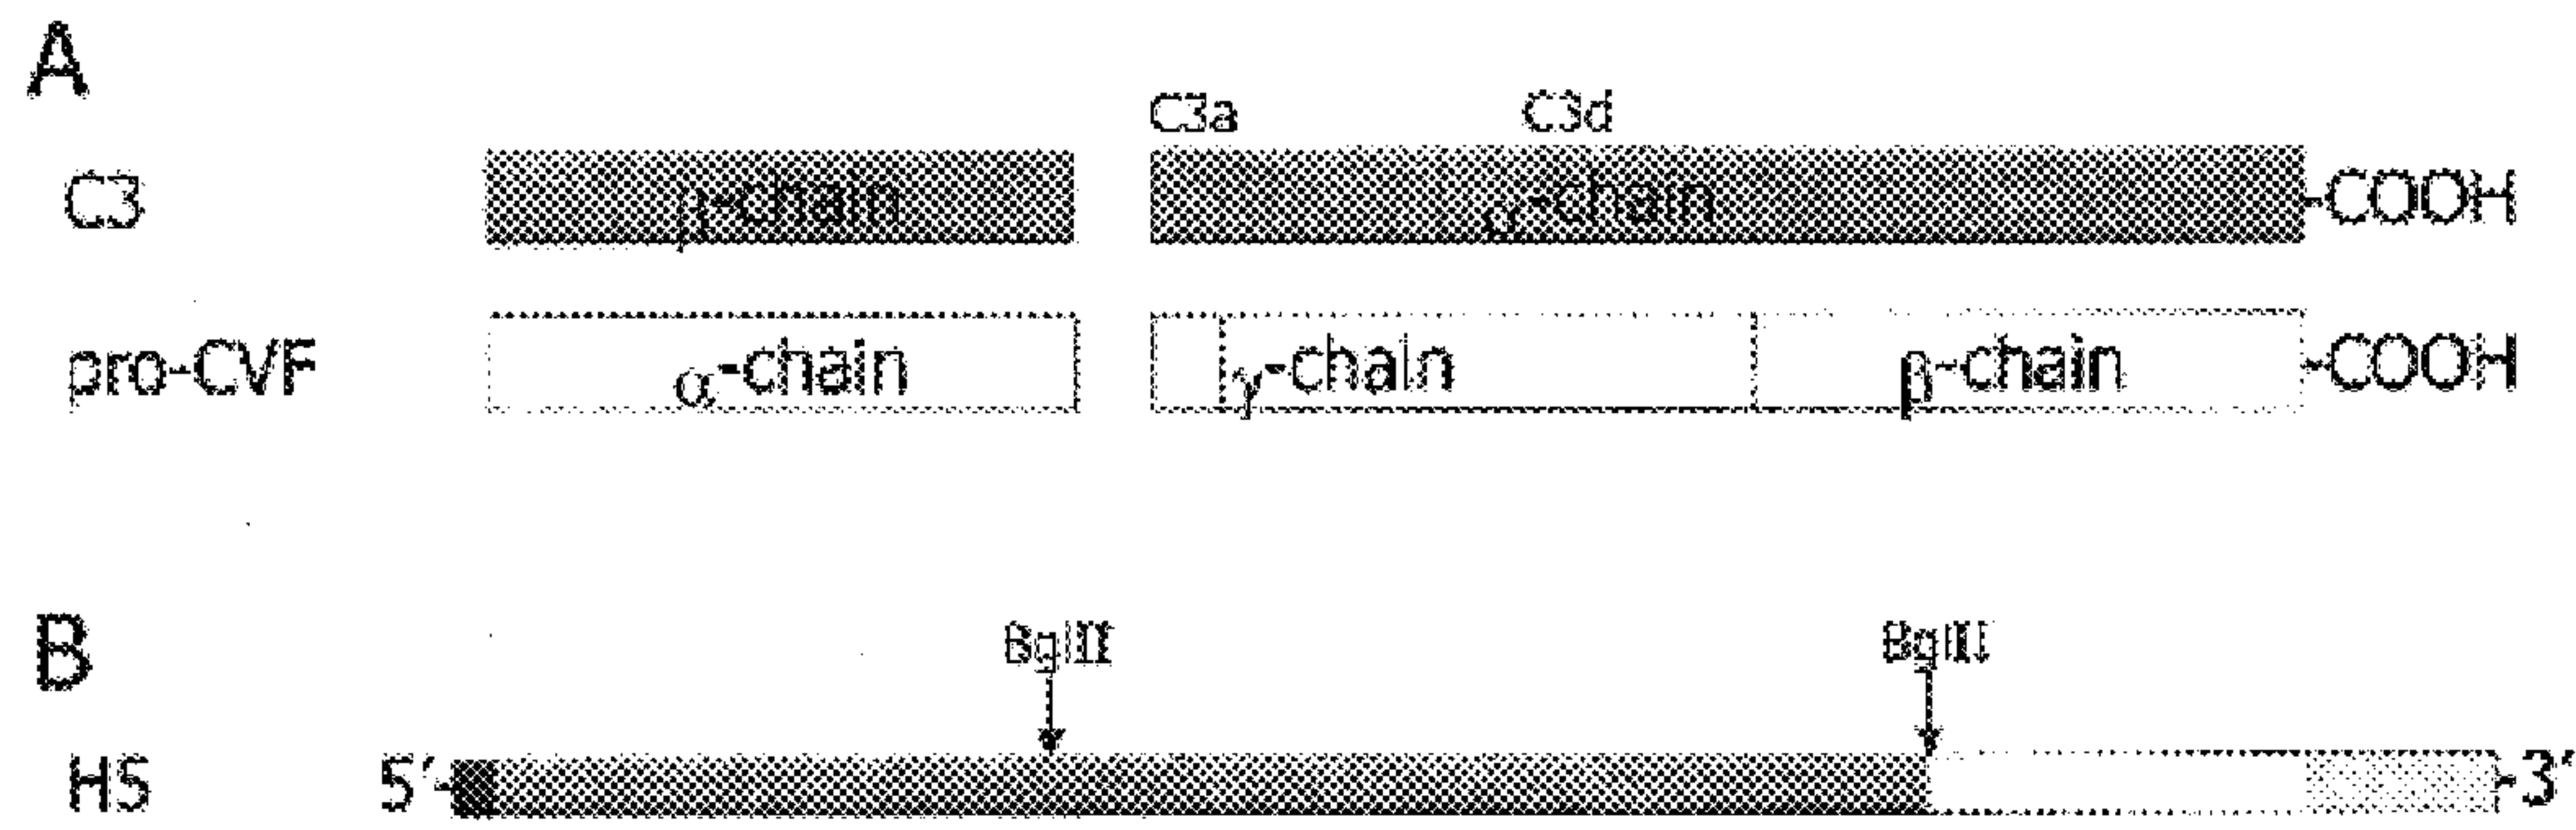 A
C3a C3d
C3 β-chain α-chain -COOH
pro-CVF α-chain γ-chain β-chain -COOH
B
BglII BglII
H5 5′- -3′